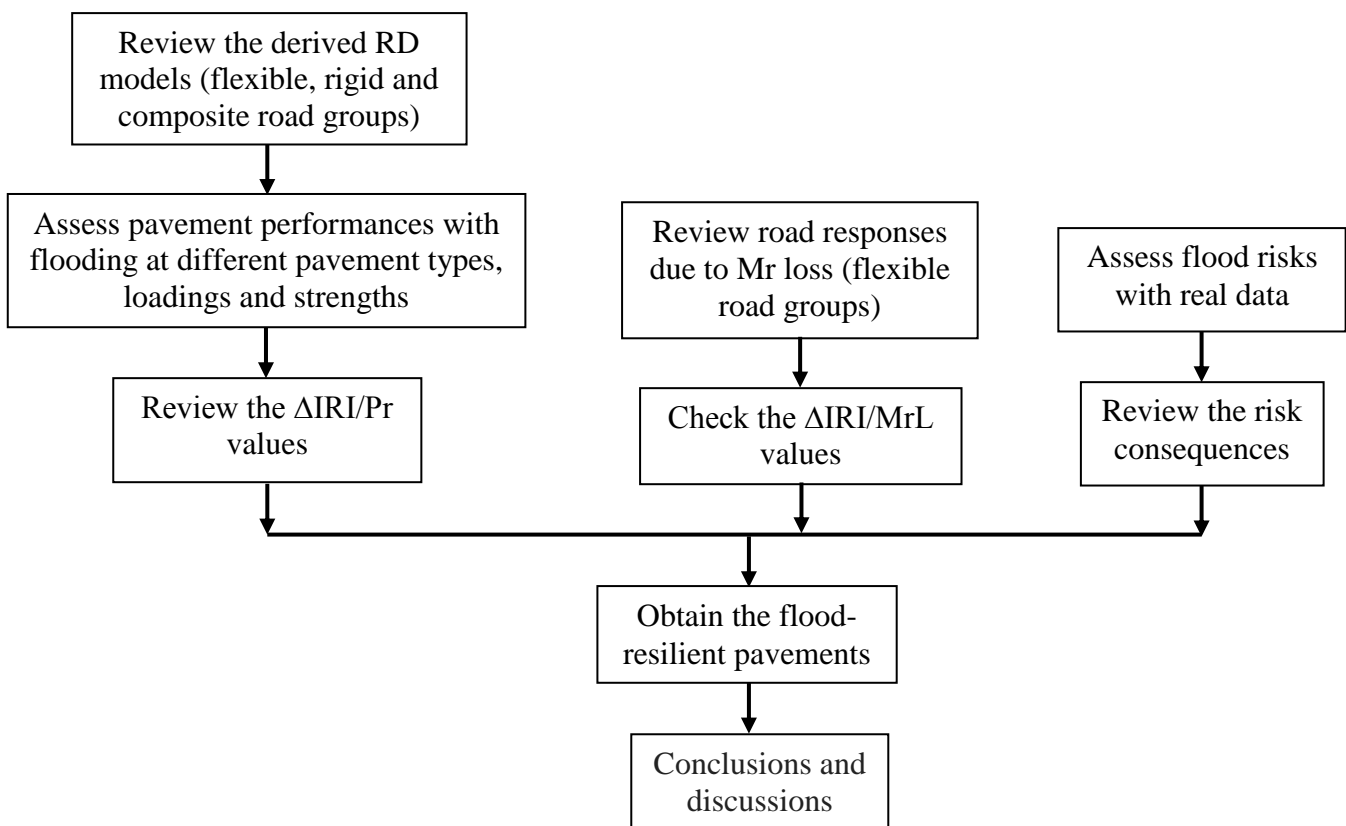 Review the derived RD
models (flexible, rigid and
composite road groups)
Assess pavement performances with
flooding at different pavement types,
loadings and strengths
Review the ΔIRI/Pr
values
Review road responses
due to Mr loss (flexible
road groups)
Check the ΔIRI/MrL
values
Assess flood risks
with real data
Review the risk
consequences
Obtain the flood-
resilient pavements
Conclusions and
discussions